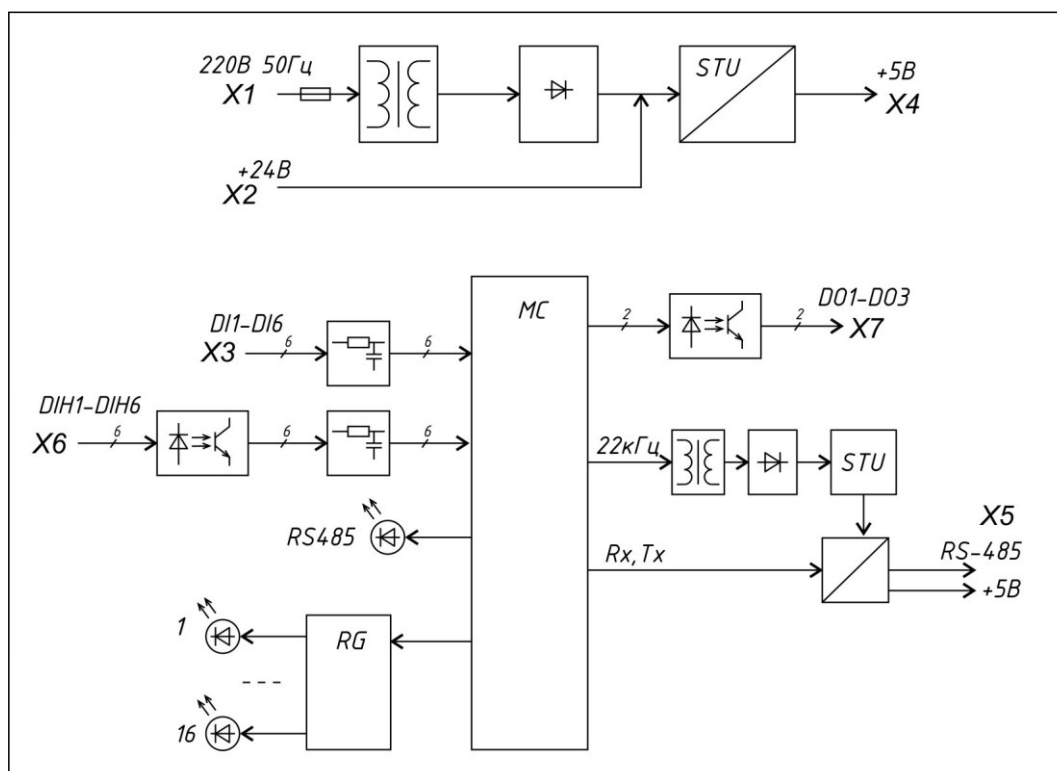 220В 50Гц
X1
STU
+5В
X4
+24В
X2
MC
DI1-DI6
X3
6
6
DO1-DO3
2
2
X7
DIH1-DIH6
X6
6
6
6
22кГц
STU
RS485
X5
RS-485
Rx,Tx
+5В
1
RG
---
16